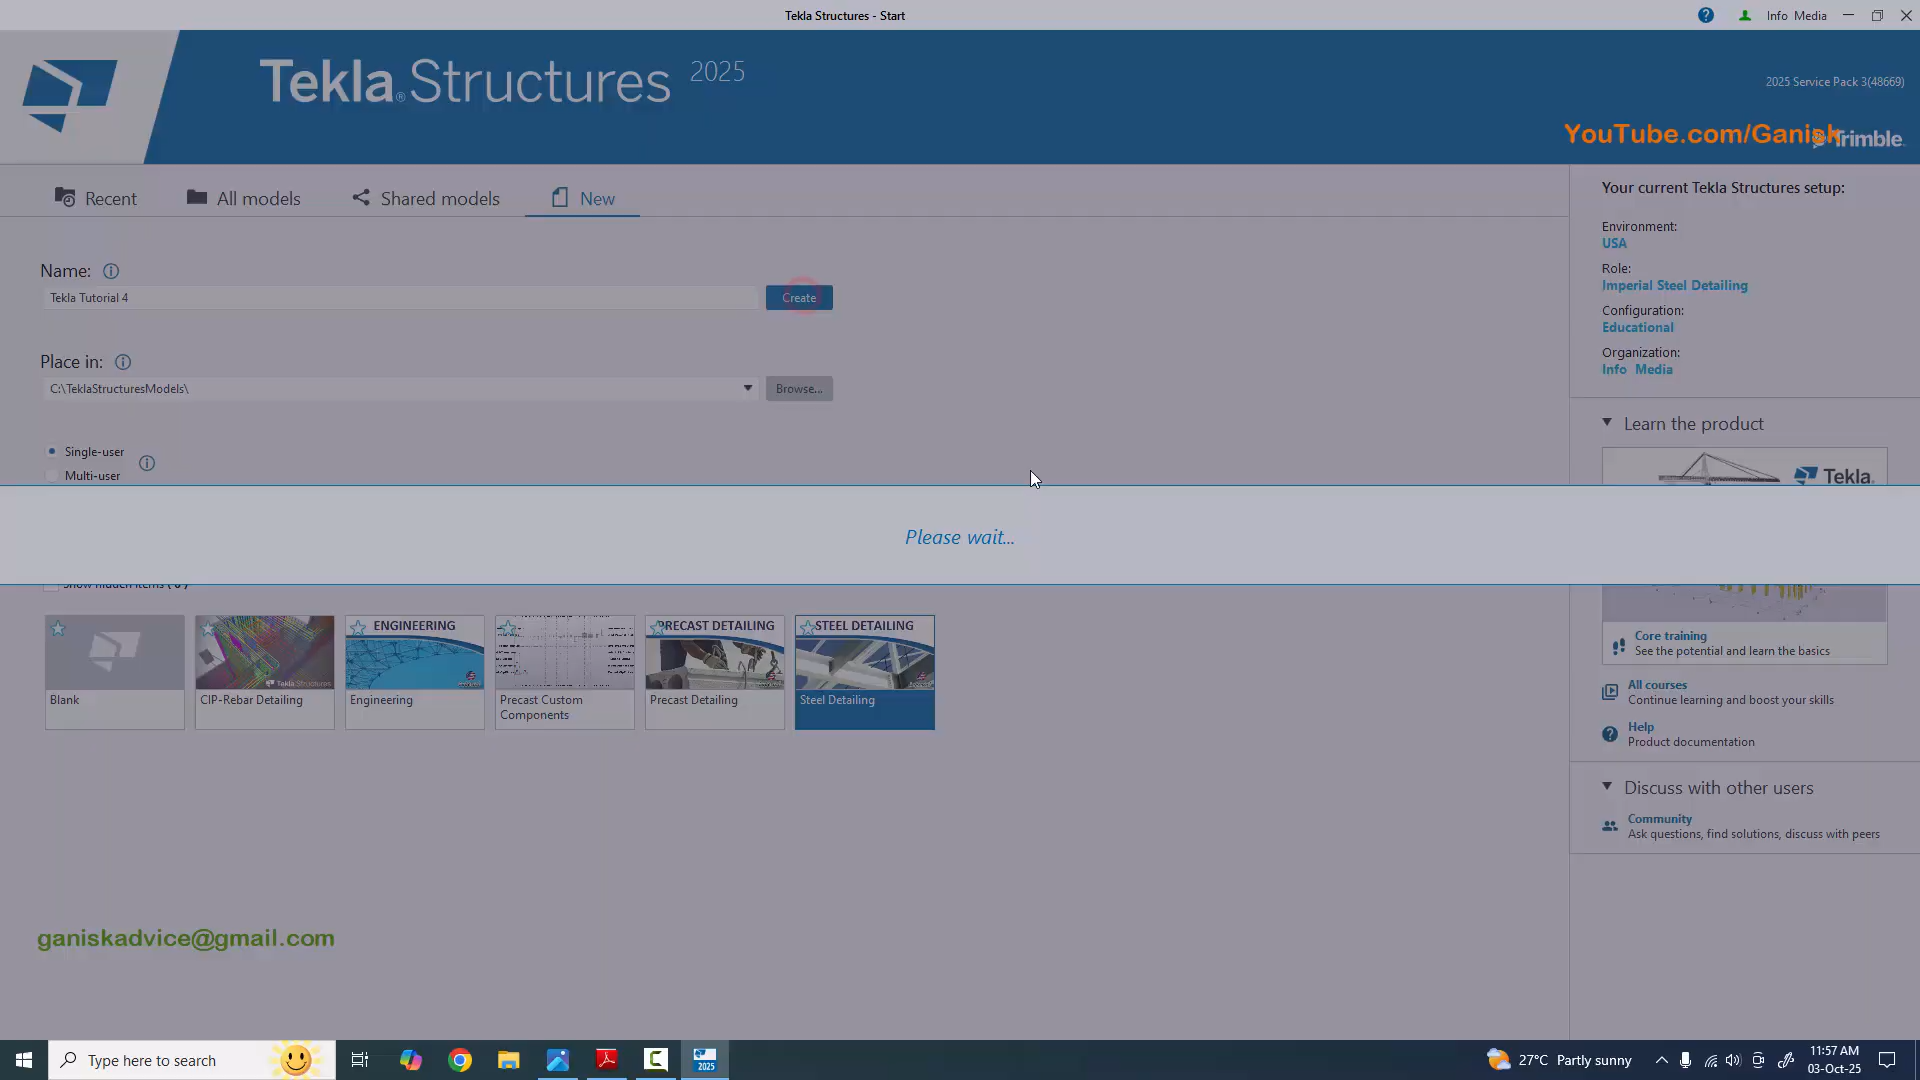 Tekla Structures - Start
Info Media
Tekla® Structures 2025
2025 Service Pack 3(48669)
YouTube.com/Ganisk
Trimble.
Recent
All models
Shared models
New
Your current Tekla Structures setup:
Environment:
USA
Role:
Imperial Steel Detailing
Configuration:
Educational
Organization:
Info Media
Name:
Tekla Tutorial 4
Create
Place in:
C:\TeklaStructuresModels\
Browse...
Single-user
Multi-user
Learn the product
Tekla.
Please wait...
Show hidden items ( 0 )
Blank
CIP-Rebar Detailing
Tekla Structures
ENGINEERING
Engineering
Precast Custom
Components
PRECAST DETAILING
Precast Detailing
STEEL DETAILING
Steel Detailing
Core training
See the potential and learn the basics
All courses
Continue learning and boost your skills
Help
Product documentation
Discuss with other users
Community
Ask questions, find solutions, discuss with peers
ganiskadvice@gmail.com
Type here to search
2025
27°C Partly sunny
11:57 AM
03-Oct-25